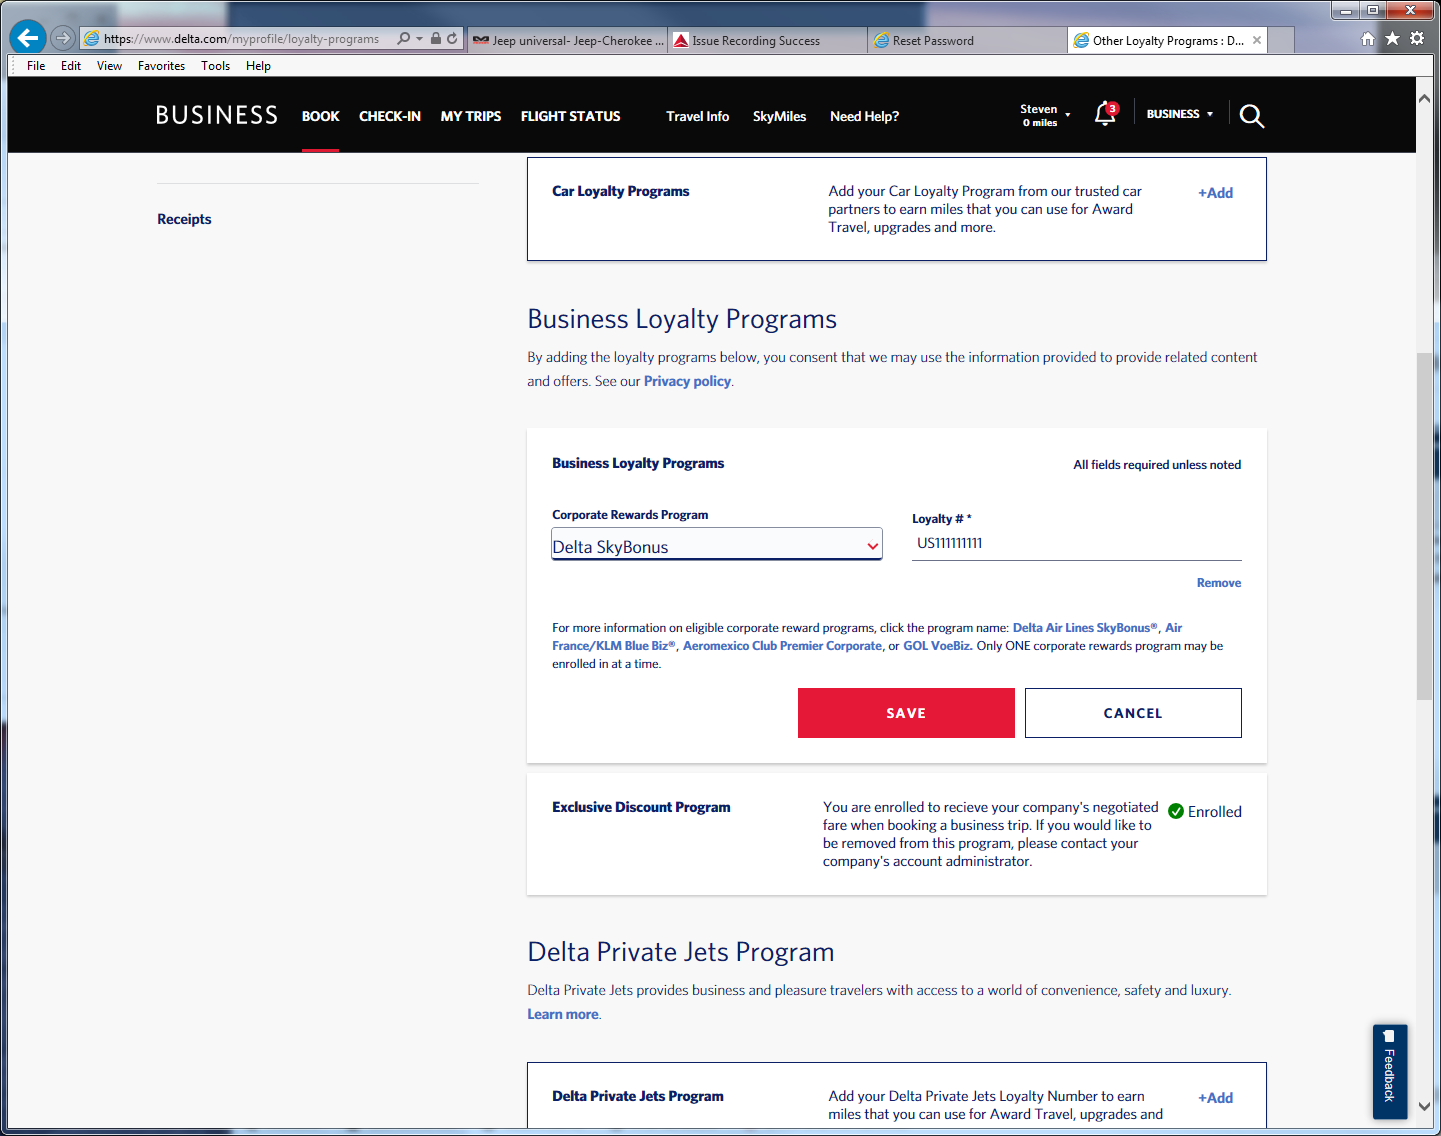 https://www.delta.com/myprofile/loyalty-programs
Jeep universal- Jeep-Cherokee ...
Issue Recording Success
Reset Password
Other Loyalty Programs : D...
File Edit View Favorites Tools Help
BUSINESS
BOOK
CHECK-IN
MY TRIPS
FLIGHT STATUS
Travel Info
SkyMiles
Need Help?
Steven
0 miles
3
BUSINESS
Receipts
Car Loyalty Programs
Add your Car Loyalty Program from our trusted car
partners to earn miles that you can use for Award
Travel, upgrades and more.
+Add
Business Loyalty Programs
By adding the loyalty programs below, you consent that we may use the information provided to provide related content
and offers. See our Privacy policy.
Business Loyalty Programs
All fields required unless noted
Corporate Rewards Program
Delta SkyBonus
Loyalty # *
US111111111
Remove
For more information on eligible corporate reward programs, click the program name: Delta Air Lines SkyBonus®, Air
France/KLM Blue Biz®, Aeromexico Club Premier Corporate, or GOL VoeBiz. Only ONE corporate rewards program may be
enrolled in at a time.
SAVE
CANCEL
Exclusive Discount Program
You are enrolled to recieve your company's negotiated
fare when booking a business trip. If you would like to
be removed from this program, please contact your
company's account administrator.
Enrolled
Delta Private Jets Program
Delta Private Jets provides business and pleasure travelers with access to a world of convenience, safety and luxury.
Learn more.
Delta Private Jets Program
Add your Delta Private Jets Loyalty Number to earn
miles that you can use for Award Travel, upgrades and
+Add
Feedback